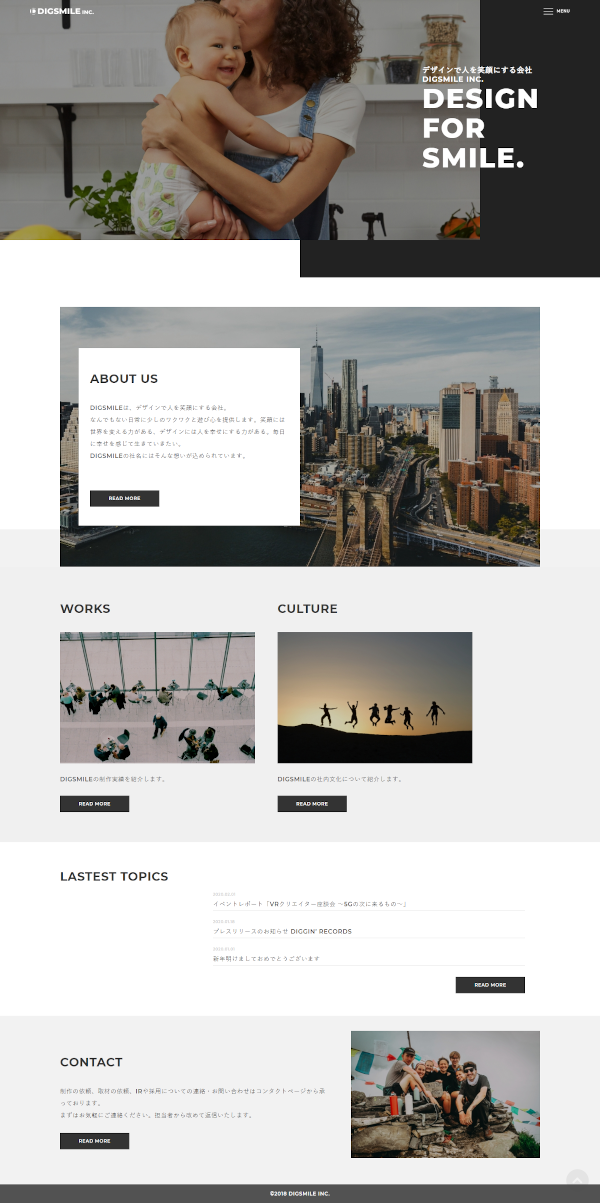 DIGSMILE INC.
MENU
デザインで人を笑顔にする会社
DIGSMILE INC.
DESIGN
FOR
SMILE.
ABOUT US
DIGSMILEは、デザインで人を笑顔にする会社。
なんでもない日常に少しのワクワクと遊び心を提供します。笑顔には
世界を変える力がある、デザインには人を幸せにする力がある。毎日
に幸せを感じて生きていきたい。
DIGSMILEの社名にはそんな想いが込められています。
READ MORE
WORKS
CULTURE
DIGSMILEの制作実績を紹介します。
DIGSMILEの社内文化について紹介します。
READ MORE
READ MORE
LASTEST TOPICS
イベントレポート「VRクリエイター座談会 〜5Gの次に来るもの〜」
プレスリリースのお知らせ DIGGIN' RECORDS
新年明けましておめでとうございます
READ MORE
CONTACT
制作の依頼、取材の依頼、IRや採用についての連絡・お問い合わせはコンタクトページから承
っております。
まずはお気軽にご連絡ください。担当者から改めて返信いたします。
READ MORE
©2018 DIGSMILE INC.